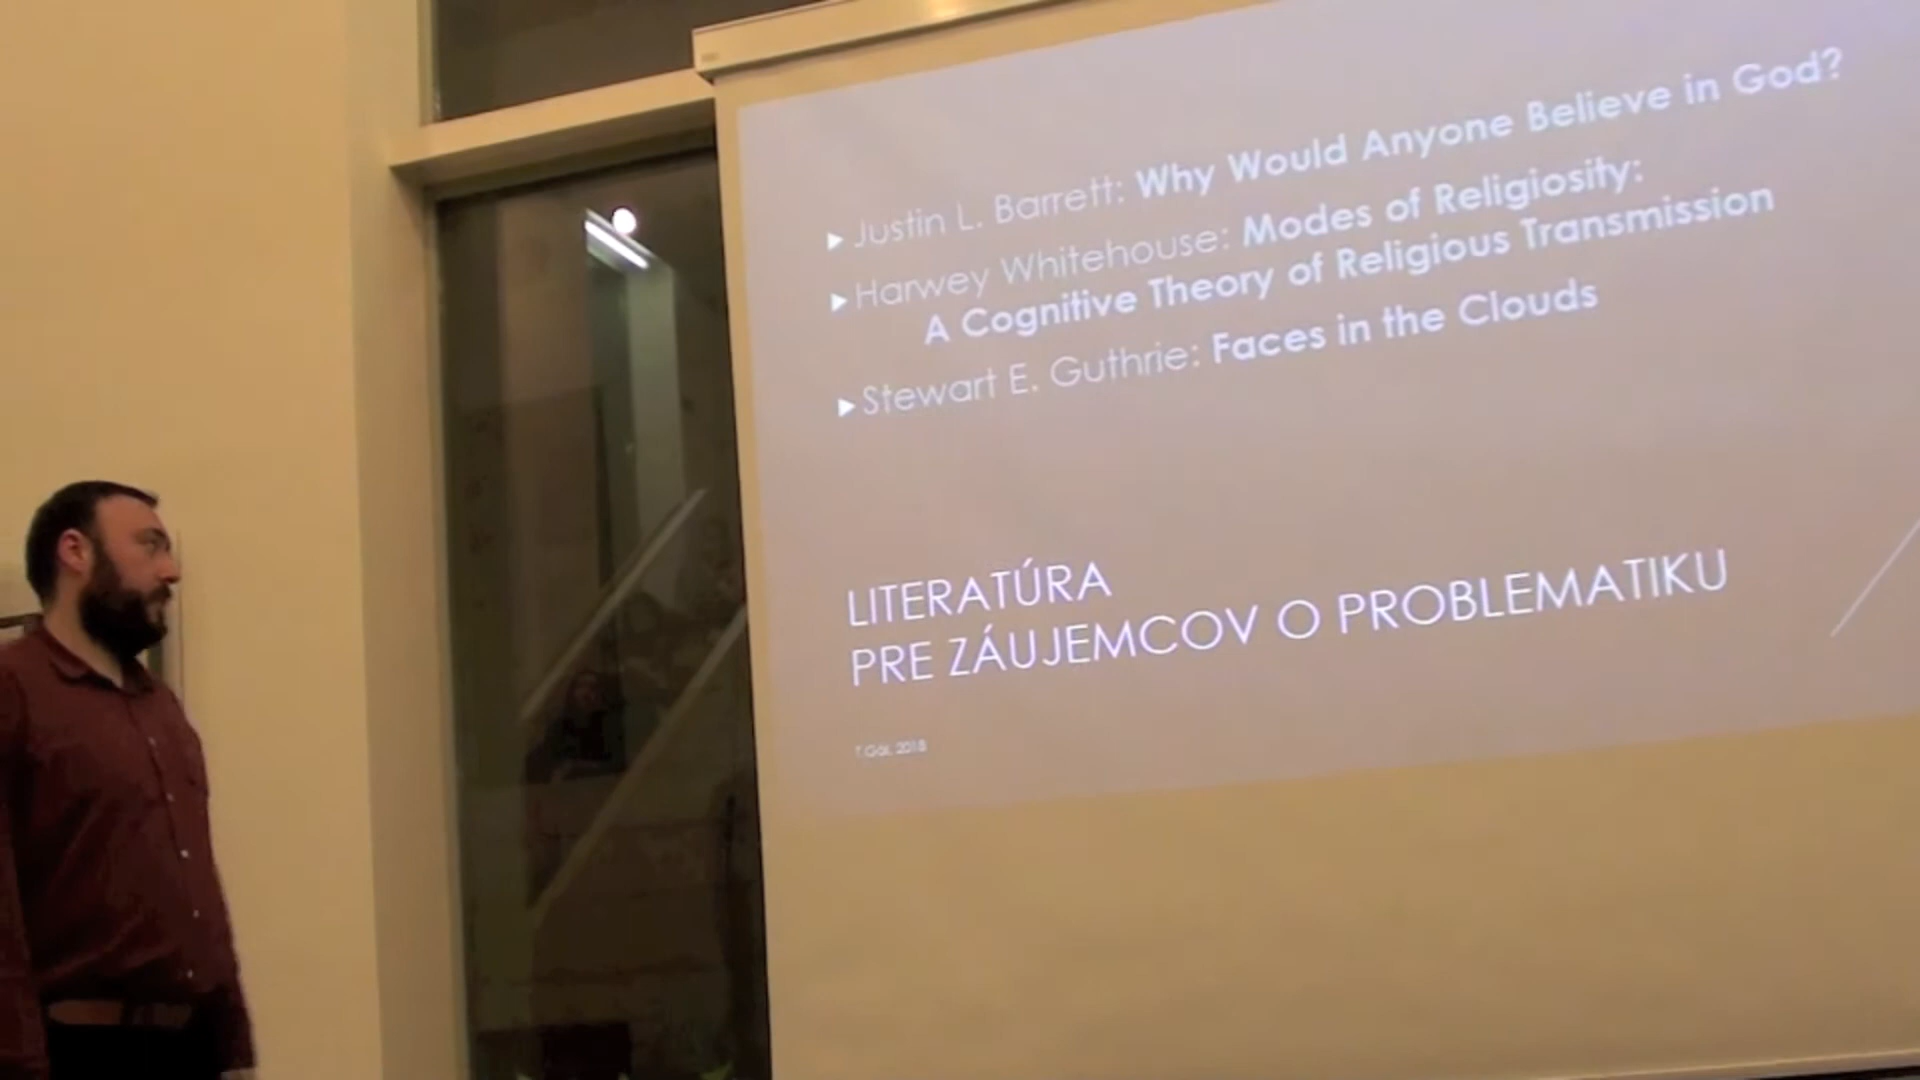 Justin L. Barrett: Why Would Anyone Believe in God?
Harwey Whitehouse: Modes of Religiosity:
A Cognitive Theory of Religious Transmission
Stewart E. Guthrie: Faces in the Clouds
LITERATÚRA
PRE ZÁUJEMCOV O PROBLEMATIKU
2018